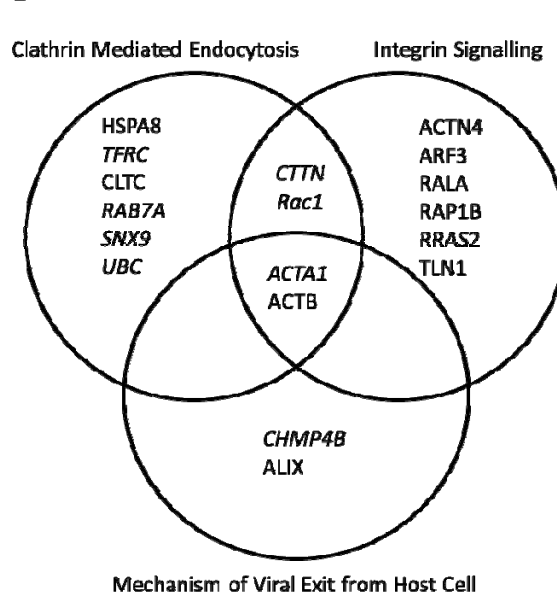 Clathrin Mediated Endocytosis
Integrin Signalling
HSPA8
TFRC
CLTC
RAB7A
SNX9
UBC
CTTN
Rac1
ACTN4
ARF3
RALA
RAP1B
RRAS2
TLN1
ACTA1
ACTB
CHMP4B
ALIX
Mechanism of Viral Exit from Host Cell